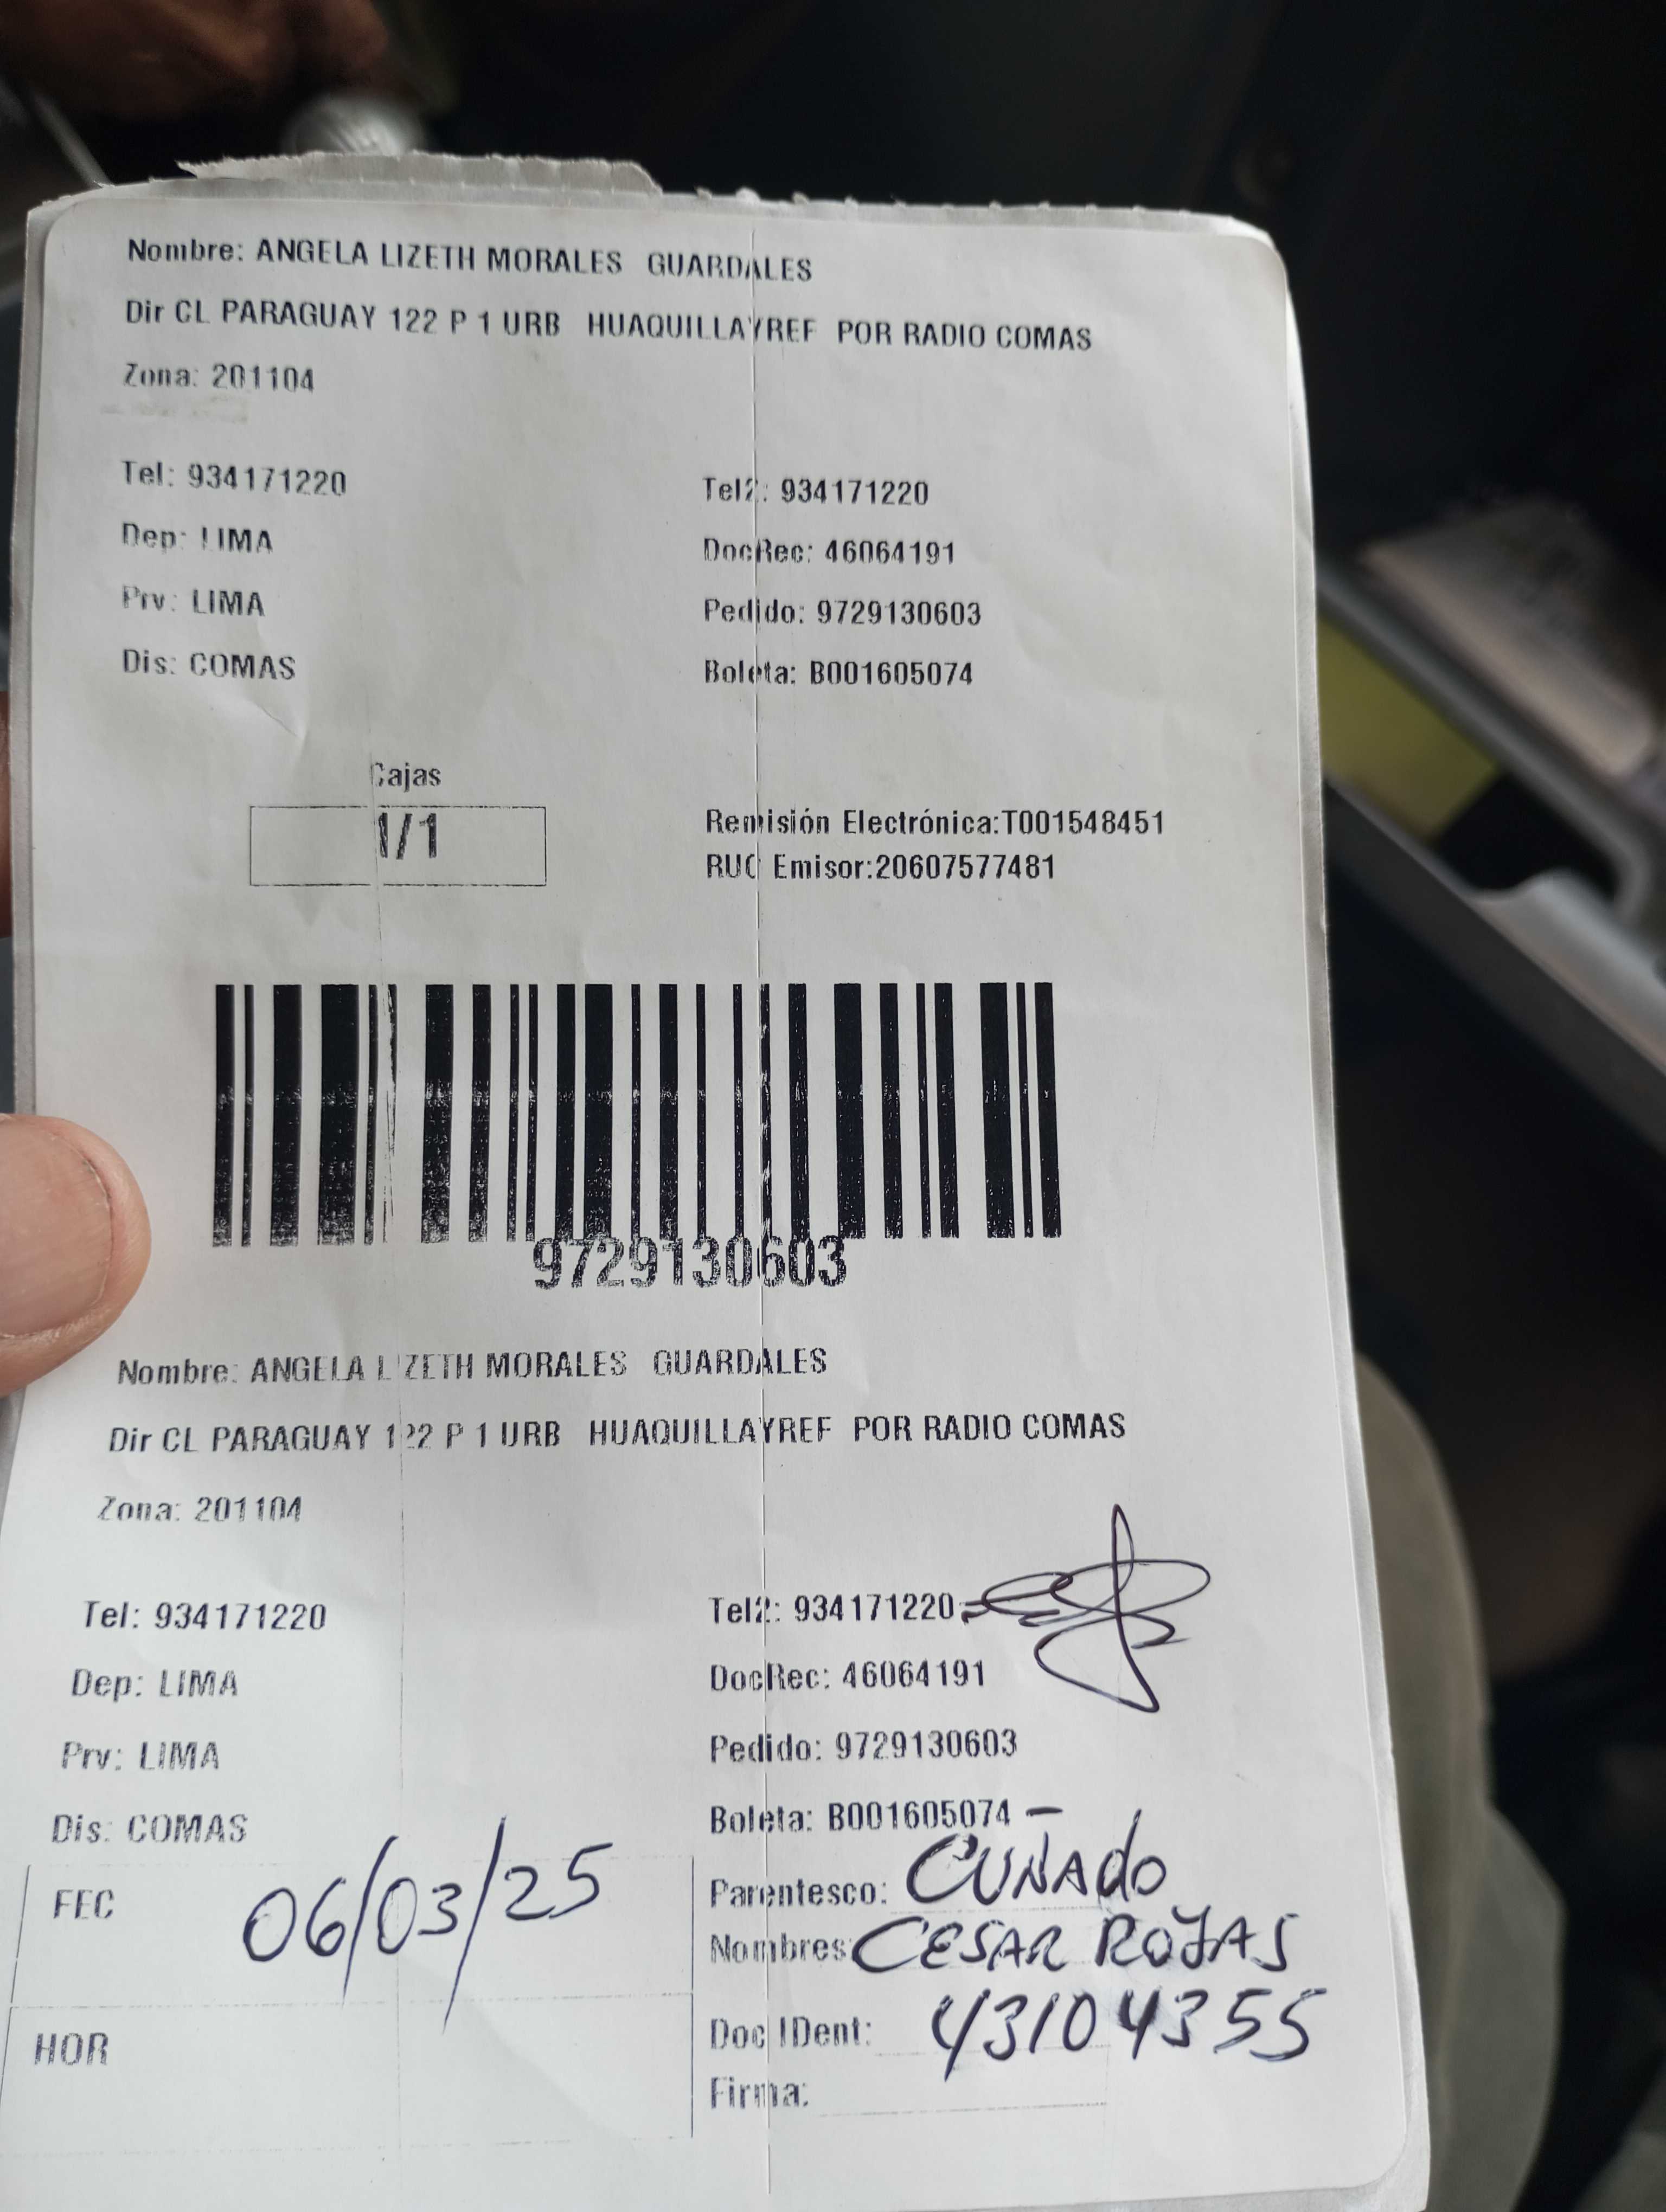 Nombre: ANGELA LIZETH MORALES GUARDALES
Dir CL PARAGUAY 122 P 1 URB HUAQUILLAYREF POR RADIO COMAS
Zona: 201104
Tel: 934171220 Tel2: 934171220
Dep: LIMA DocRec: 46064191
Prv: LIMA Pedido: 9729130603
Dis: COMAS Boleta: B001605074
Cajas
1/1
Remisión Electrónica:T001548451
RUC Emisor:20607577481
9729130603
Nombre: ANGELA LIZETH MORALES GUARDALES
Dir CL PARAGUAY 122 P 1 URB HUAQUILLAYREF POR RADIO COMAS
Zona: 201104
Tel: 934171220 Tel2: 934171220
Dep: LIMA DocRec: 46064191
Prv: LIMA Pedido: 9729130603
Dis: COMAS Boleta: B001605074 -
FEC 06/03/25
Parentesco: CUÑADO
Nombres CESAR ROJAS
HOR
Doc IDent: 43104355
Firma: